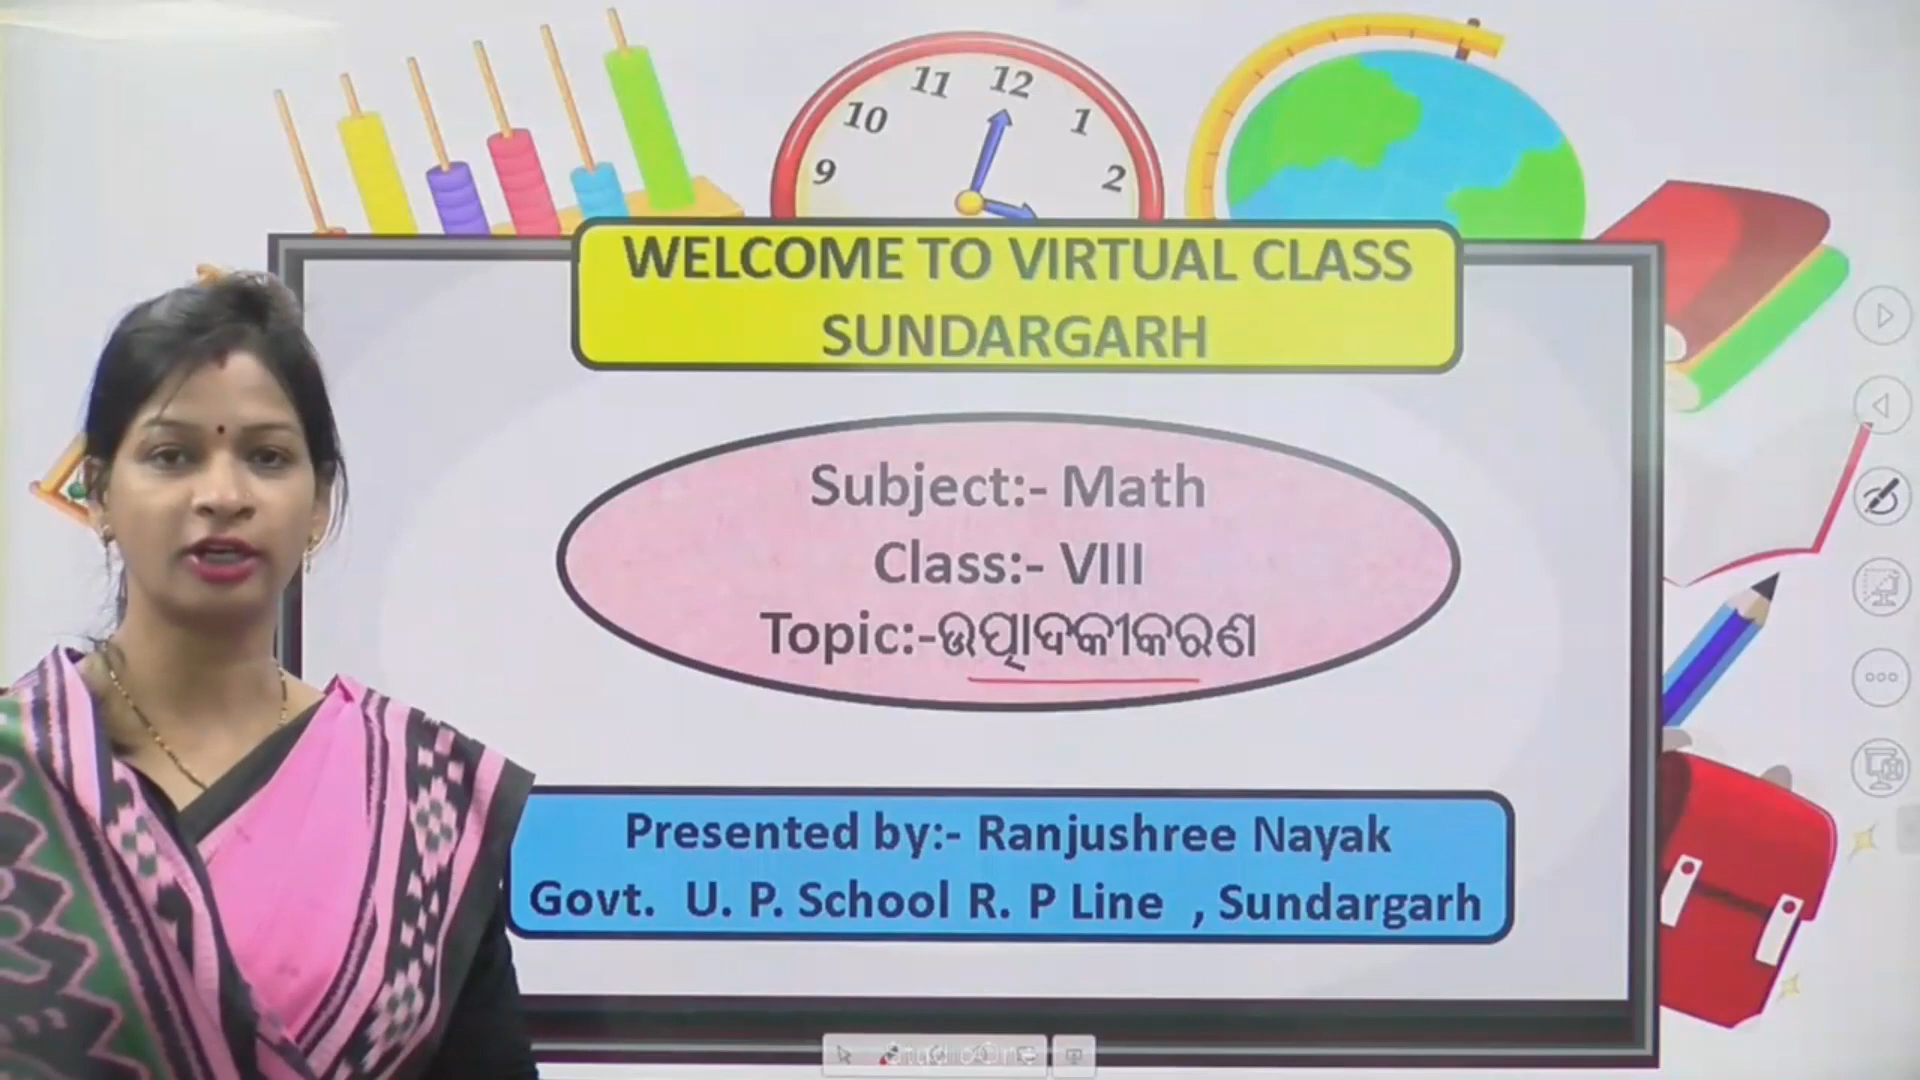 11 12 1
10
9 2
WELCOME TO VIRTUAL CLASS
SUNDARGARH
Subject:- Math
Class:- VIII
Topic:-ଉତ୍ପାଦକୀକରଣ
Presented by:- Ranjushree Nayak
Govt. U. P. School R. P Line , Sundargarh